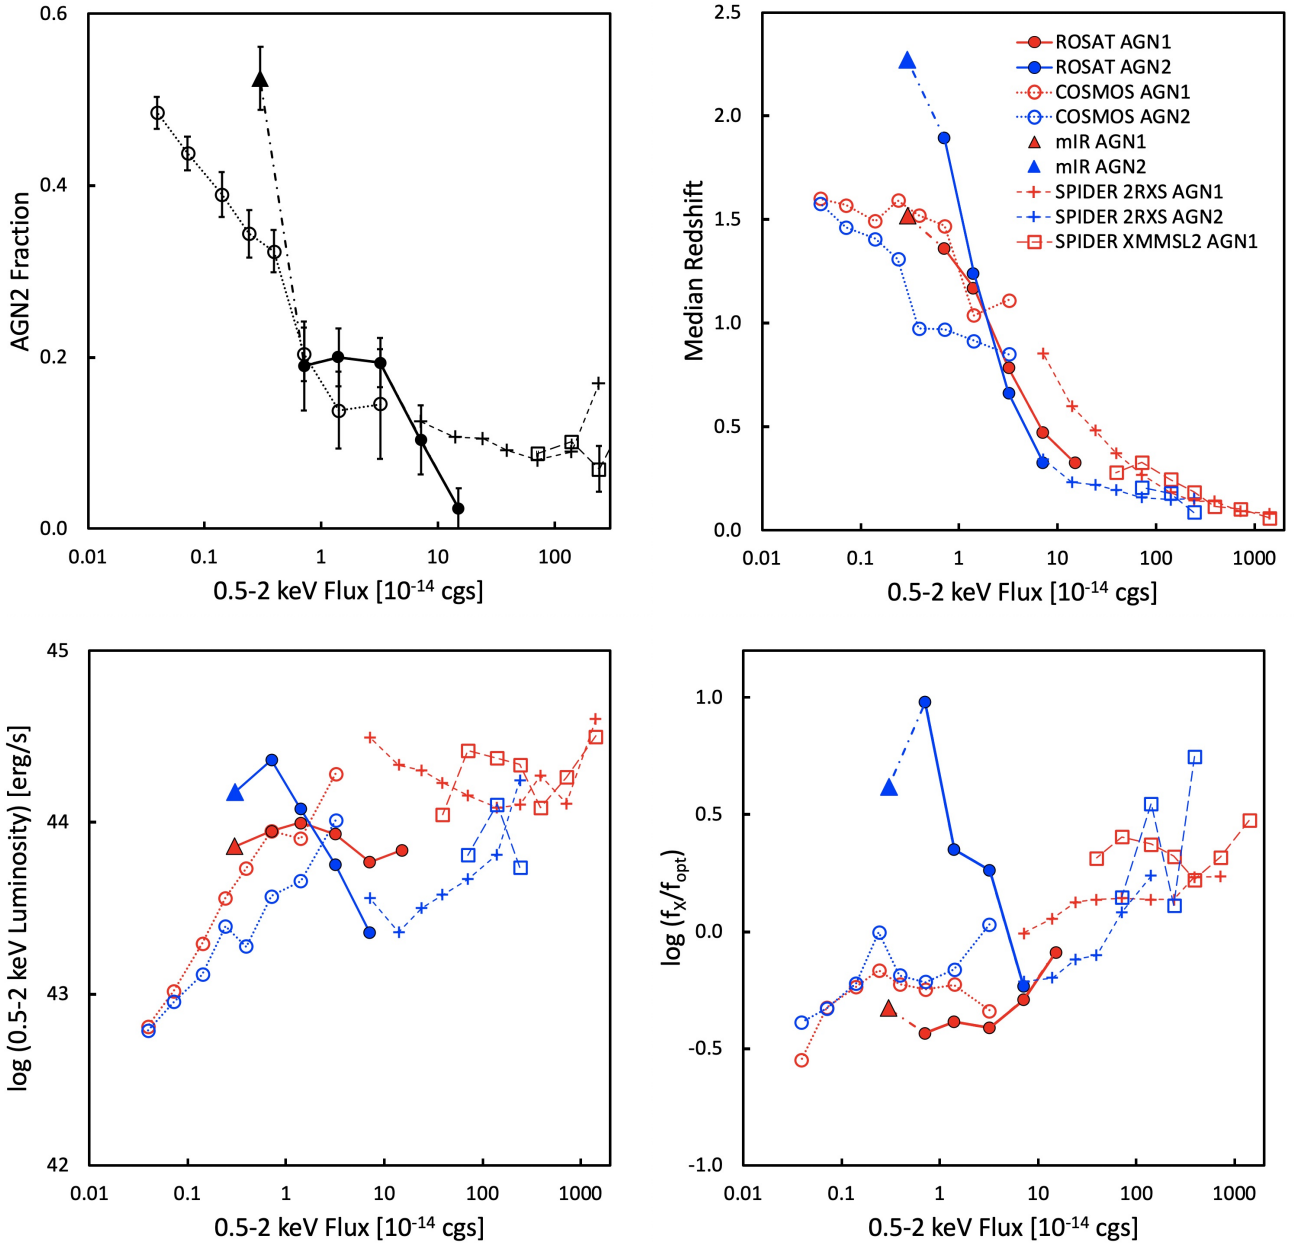 0.6
0.4
0.2
0.0
AGN2 Fraction
0.01 0.1 1 10 100
0.5-2 keV Flux [10-14 cgs]
2.5
2.0
1.5
1.0
0.5
0.0
Median Redshift
ROSAT AGN1
ROSAT AGN2
COSMOS AGN1
COSMOS AGN2
mIR AGN1
mIR AGN2
SPIDER 2RXS AGN1
SPIDER 2RXS AGN2
SPIDER XMMSL2 AGN1
0.01 0.1 1 10 100 1000
0.5-2 keV Flux [10-14 cgs]
45
44
43
42
log (0.5-2 keV Luminosity) [erg/s]
0.01 0.1 1 10 100 1000
0.5-2 keV Flux [10-14 cgs]
1.0
0.5
0.0
-0.5
-1.0
log (fX/fopt)
0.01 0.1 1 10 100 1000
0.5-2 keV Flux [10-14 cgs]